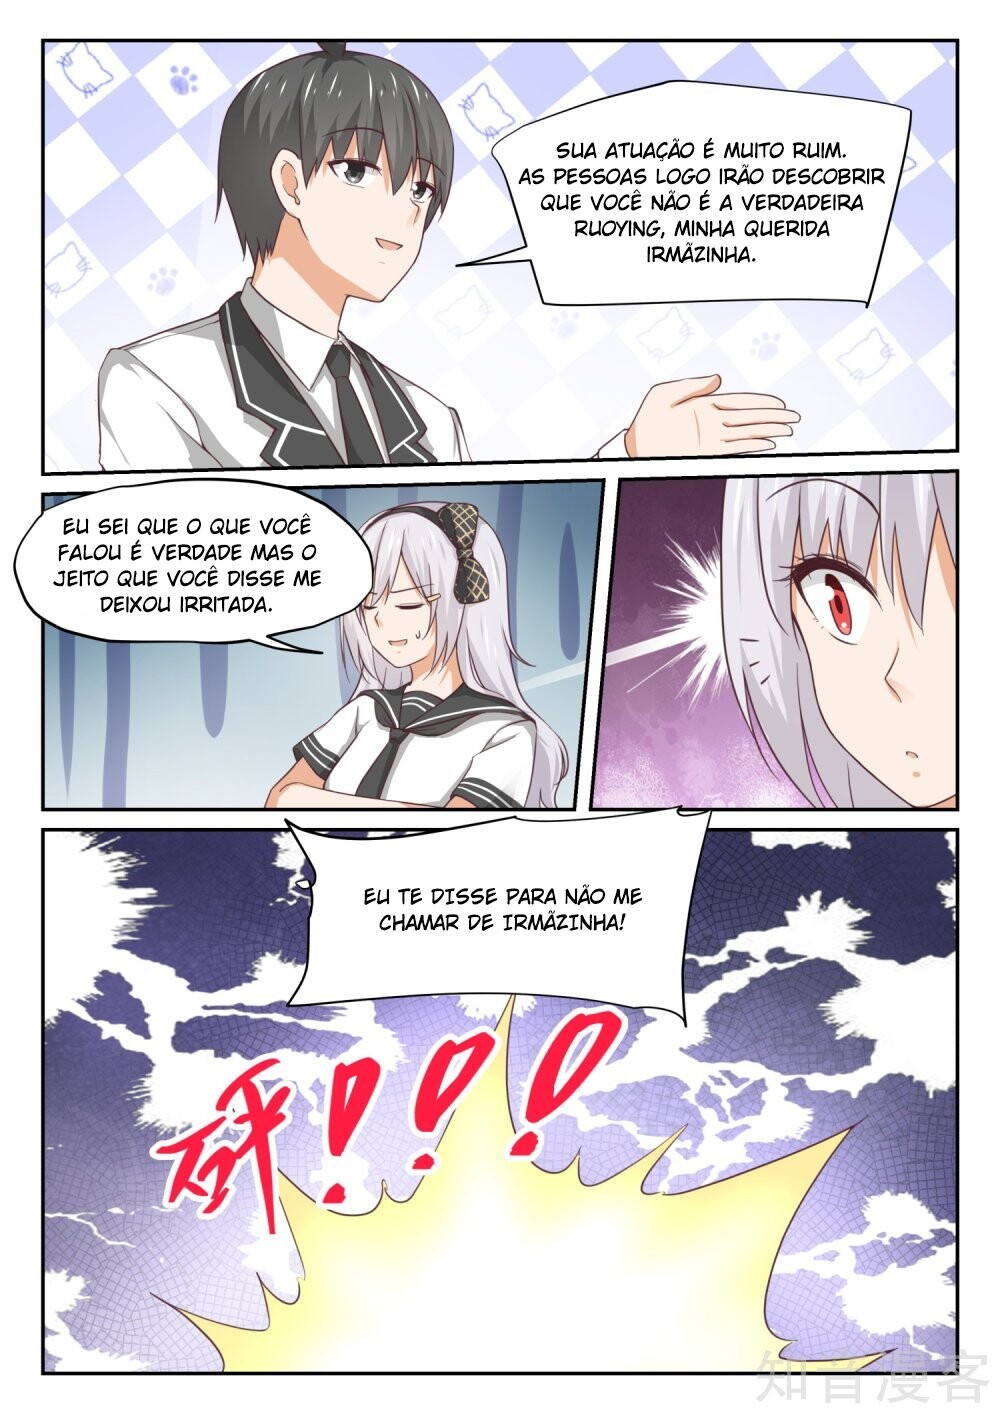 SUA ATUAÇÃO É MUITO RUIM.
AS PESSOAS LOGO IRÃO DESCOBRIR
QUE VOCÊ NÃO É A VERDADEIRA
RUOYING, MINHA QUERIDA
IRMÃZINHA.
EU SEI QUE O QUE VOCÊ
FALOU É VERDADE MAS O
JEITO QUE VOCÊ DISSE ME
DEIXOU IRRITADA.
EU TE DISSE PARA NÃO ME
CHAMAR DE IRMÃZINHA!
砰!!!
知音漫客